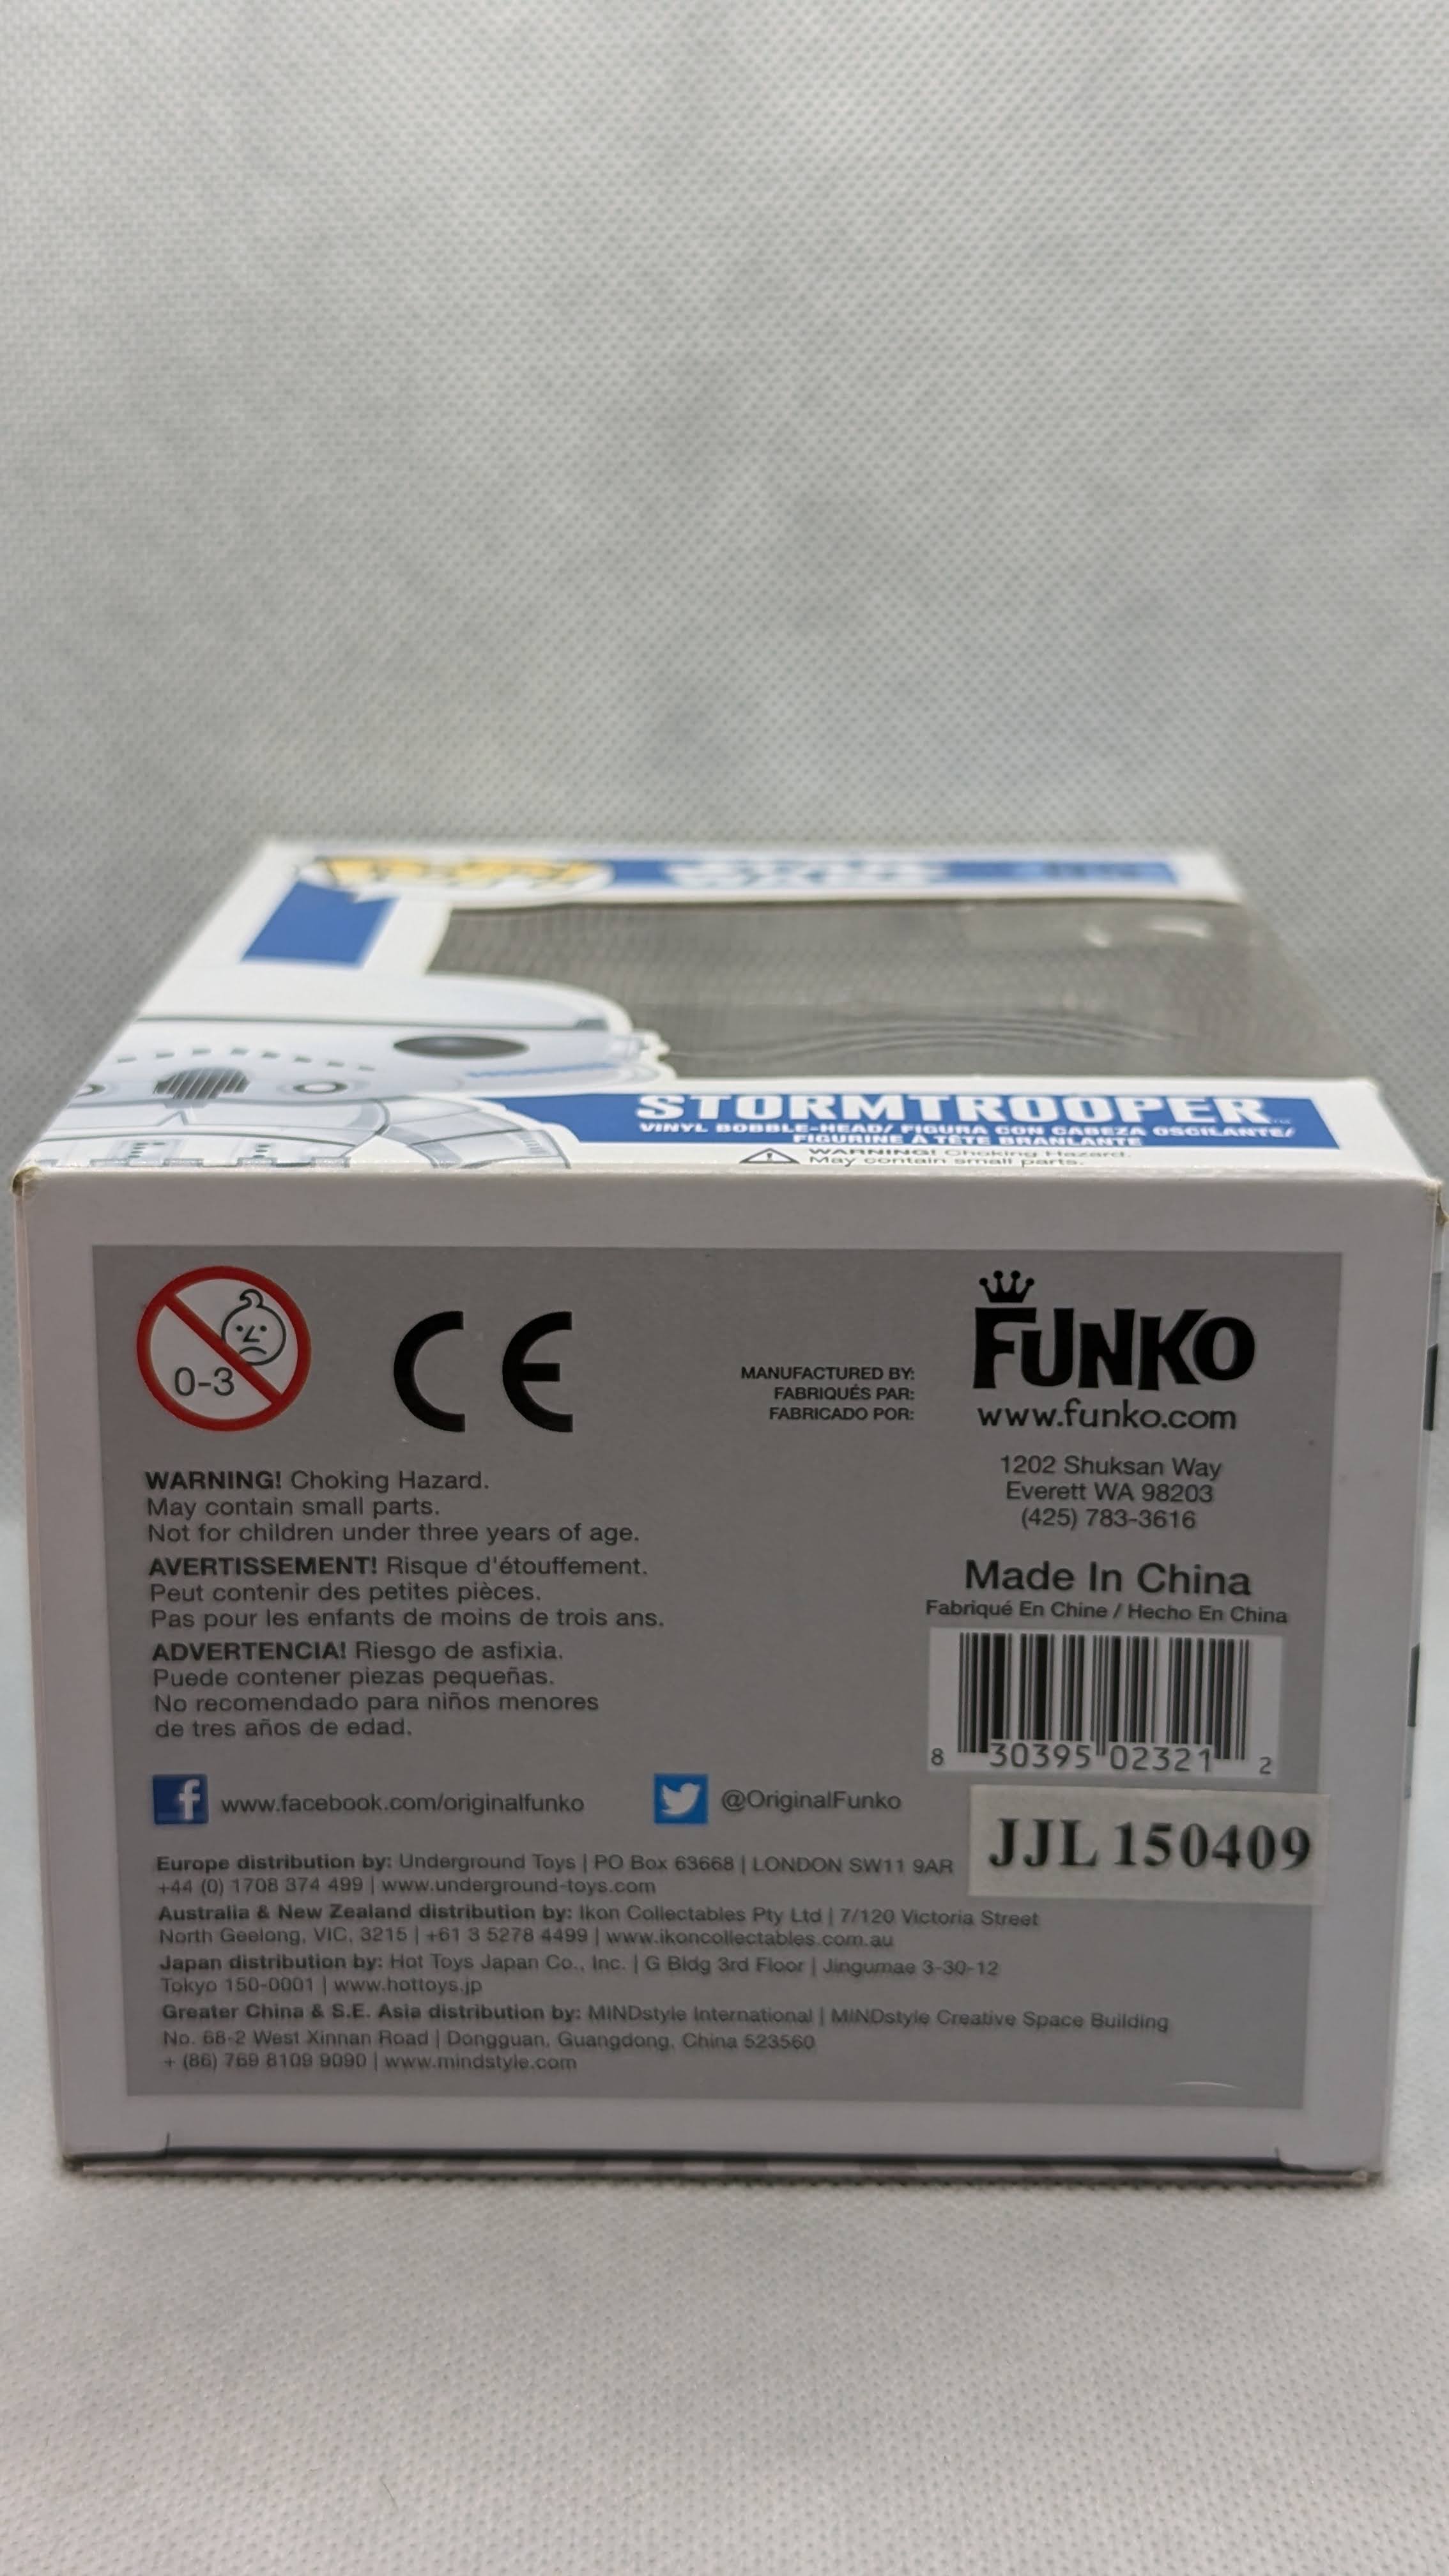 STORMTROOPER
VINYL BOBBLE-HEAD/ FIGURA CON CABEZA OSCILANTE/
FIGURINE À TÊTE BRANLANTE
WARNING! Choking Hazard.
May contain small parts.
0-3
CE
MANUFACTURED BY:
FABRIQUÉS PAR:
FABRICADO POR:
FUNKO
www.funko.com
1202 Shuksan Way
Everett WA 98203
(425) 783-3616
WARNING! Choking Hazard.
May contain small parts.
Not for children under three years of age.
AVERTISSEMENT! Risque d'étouffement.
Peut contenir des petites pièces.
Pas pour les enfants de moins de trois ans.
ADVERTENCIA! Riesgo de asfixia.
Puede contener piezas pequeñas.
No recomendado para niños menores
de tres años de edad.
Made In China
Fabriqué En Chine / Hecho En China
8 30395 02321 2
f www.facebook.com/originalfunko
@OriginalFunko
JJL 150409
Europe distribution by: Underground Toys | PO Box 63668 | LONDON SW11 9AR
+44 (0) 1708 374 499 | www.underground-toys.com
Australia & New Zealand distribution by: Ikon Collectables Pty Ltd | 7/120 Victoria Street
North Geelong, VIC, 3215 | +61 3 5278 4499 | www.ikoncollectables.com.au
Japan distribution by: Hot Toys Japan Co., Inc. | G Bldg 3rd Floor | Jingumae 3-30-12
Tokyo 150-0001 | www.hottoys.jp
Greater China & S.E. Asia distribution by: MINDstyle International | MINDstyle Creative Space Building
No. 68-2 West Xinnan Road | Dongguan, Guangdong, China 523560
+ (86) 769 8109 9090 | www.mindstyle.com